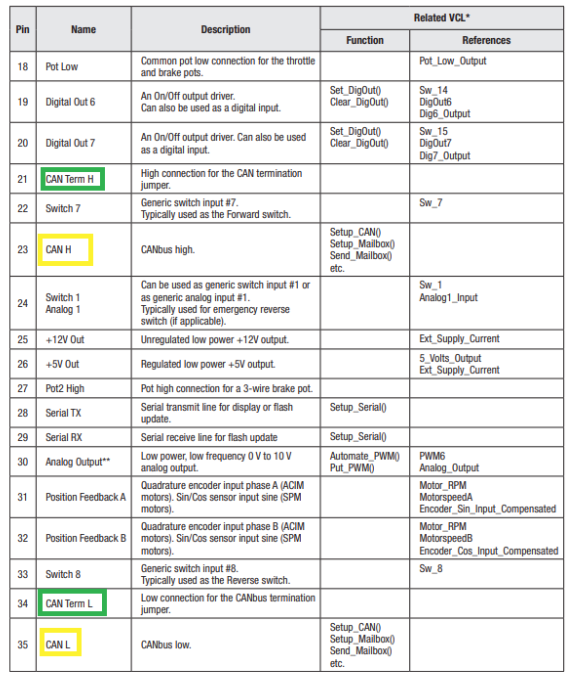 Pin Name Description Related VCL*
Function References
18 Pot Low Common pot low connection for the throttle Pot_Low_Output
and brake pots.
19 Digital Out 6 An On/Off output driver. Set_DigOut() Sw_14
Can also be used as a digital input. Clear_DigOut() DigOut6
Dig6_Output
20 Digital Out 7 An On/Off output driver. Can also be used Set_DigOut() Sw_15
as a digital input. Clear_DigOut() DigOut7
Dig7_Output
21 CAN Term H High connection for the CAN termination
jumper.
22 Switch 7 Generic switch input #7. Sw_7
Typically used as the Forward switch.
23 CAN H CANbus high. Setup_CAN()
Setup_Mailbox()
Send_Mailbox()
etc.
24 Switch 1 Can be used as generic switch input #1 or Sw_1
Analog 1 as generic analog input #1. Analog1_Input
Typically used for emergency reverse
switch (if applicable).
25 +12V Out Unregulated low power +12V output. Ext_Supply_Current
26 +5V Out Regulated low power +5V output. 5_Volts_Output
Ext_Supply_Current
27 Pot2 High Pot high connection for a 3-wire brake pot.
28 Serial TX Serial transmit line for display or flash Setup_Serial()
update.
29 Serial RX Serial receive line for flash update Setup_Serial()
30 Analog Output** Low power, low frequency 0 V to 10 V Automate_PWM() PWM6
analog output. Put_PWM() Analog_Output
31 Position Feedback A Quadrature encoder input phase A (ACIM Motor_RPM
motors). Sin/Cos sensor input sine (SPM MotorspeedA
motors). Encoder_Sin_Input_Compensated
32 Position Feedback B Quadrature encoder input phase B (ACIM Motor_RPM
motors). Sin/Cos sensor input sine (SPM MotorspeedB
motors). Encoder_Cos_Input_Compensated
33 Switch 8 Generic switch input #8. Sw_8
Typically used as the Reverse switch.
34 CAN Term L Low connection for the CANbus termination
jumper.
35 CAN L CANbus low. Setup_CAN()
Setup_Mailbox()
Send_Mailbox()
etc.